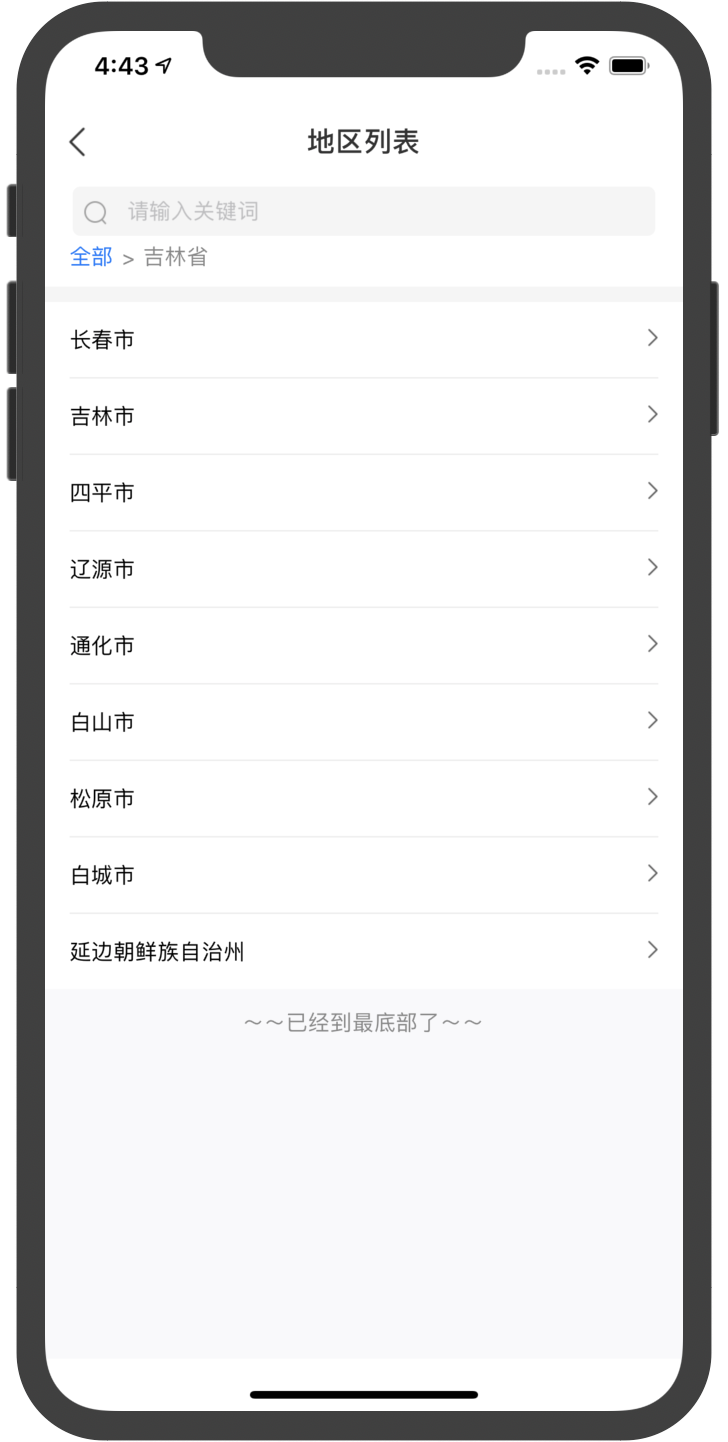 4:43
地区列表
请输入关键词
全部 > 吉林省
长春市
吉林市
四平市
辽源市
通化市
白山市
松原市
白城市
延边朝鲜族自治州
～～已经到最底部了～～